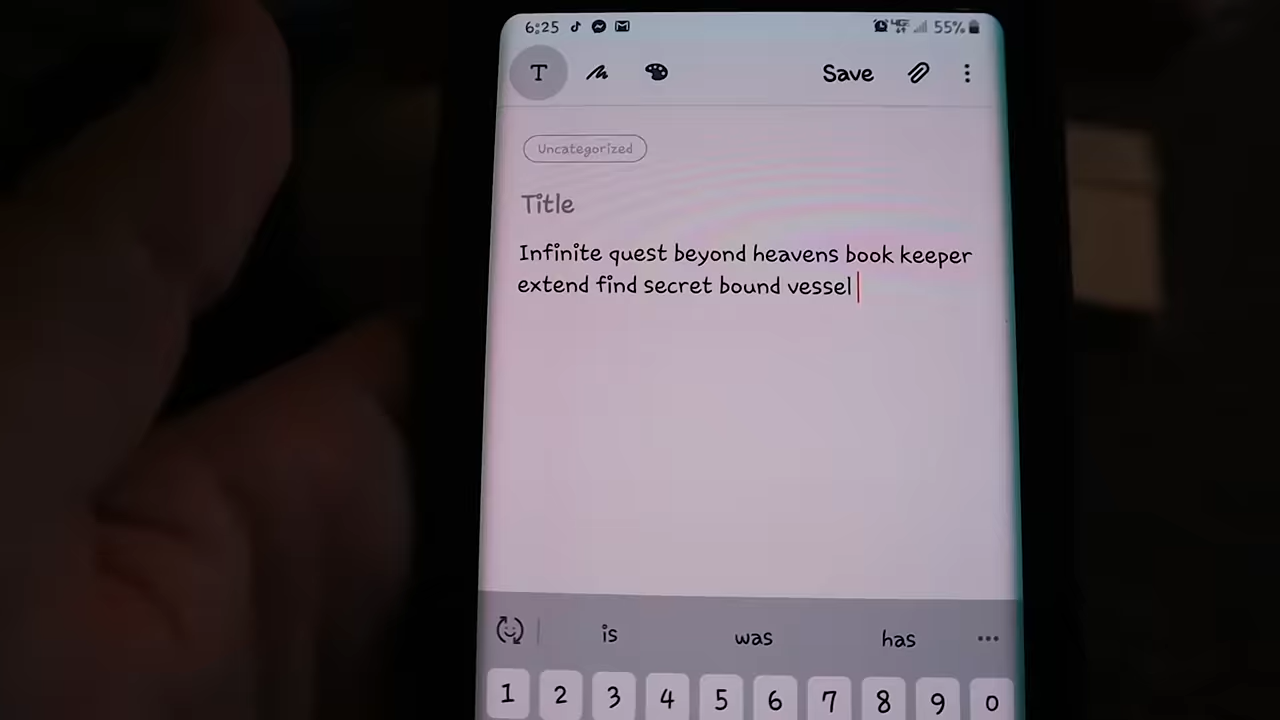 6:25 55%
T Save
Uncategorized
Title
Infinite quest beyond heavens book keeper
extend find secret bound vessel
is was has
1 2 3 4 5 6 7 8 9 0